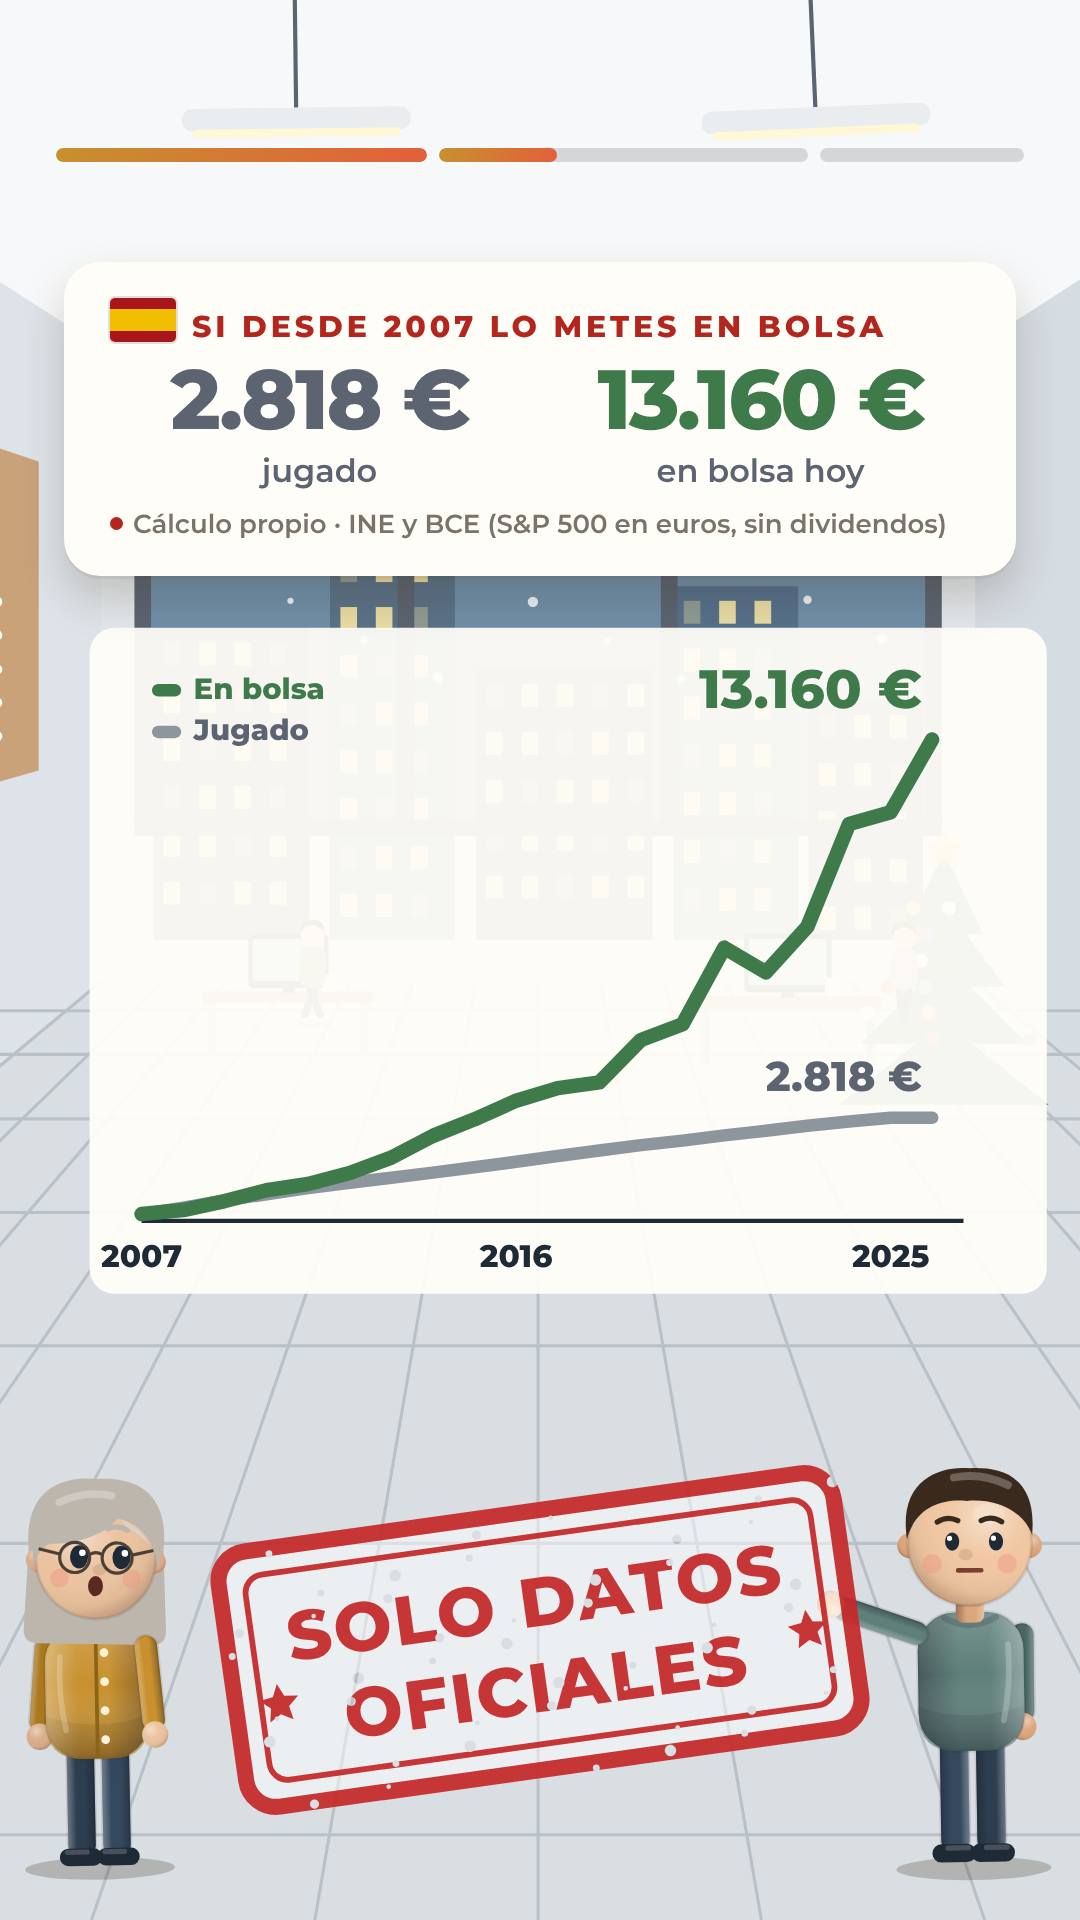 SI DESDE 2007 LO METES EN BOLSA
2.818 € 13.160 €
jugado en bolsa hoy
Cálculo propio · INE y BCE (S&P 500 en euros, sin dividendos)
En bolsa
Jugado
13.160 €
2.818 €
2007 2016 2025
SOLO DATOS
OFICIALES